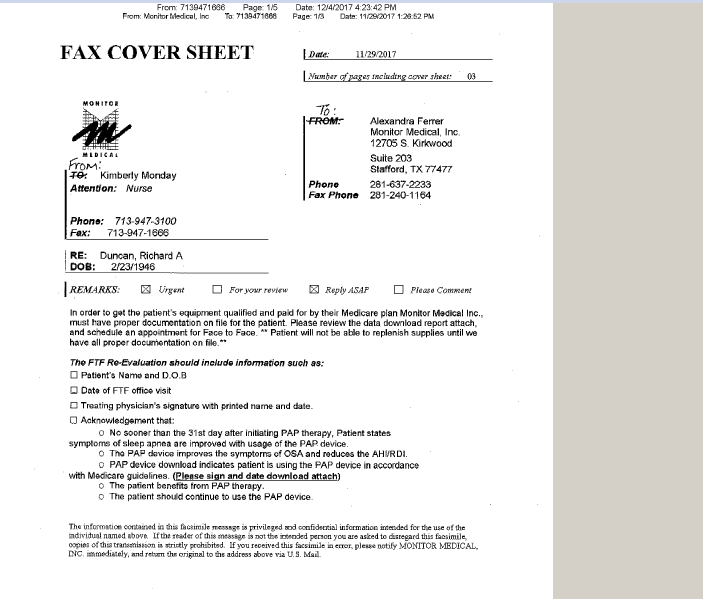 From: 7139471666 Page: 1/5 Date: 12/4/2017 4:23:42 PM
From: Monitor Medical, Inc To: 7139471666 Page: 1/3 Date: 11/29/2017 1:26:52 PM
FAX COVER SHEET
Date: 11/29/2017
Number of pages including cover sheet: 03
MONITOR
MEDICAL
From:
TO: Kimberly Monday
Attention: Nurse
Phone: 713-947-3100
Fax: 713-947-1666
To:
FROM: Alexandra Ferrer
Monitor Medical, Inc.
12705 S. Kirkwood
Suite 203
Stafford, TX 77477
Phone 281-637-2233
Fax Phone 281-240-1164
RE: Duncan, Richard A
DOB: 2/23/1946
REMARKS: ☒ Urgent ☐ For your review ☒ Reply ASAP ☐ Please Comment
In order to get the patient's equipment qualified and paid for by their Medicare plan Monitor Medical Inc.,
must have proper documentation on file for the patient. Please review the data download report attach,
and schedule an appointment for Face to Face. ** Patient will not be able to replenish supplies until we
have all proper documentation on file.**
The FTF Re-Evaluation should include information such as:
☐ Patient's Name and D.O.B
☐ Date of FTF office visit
☐ Treating physician's signature with printed name and date.
☐ Acknowledgement that:
○ No sooner than the 31st day after initiating PAP therapy, Patient states
symptoms of sleep apnea are improved with usage of the PAP device.
○ The PAP device improves the symptoms of OSA and reduces the AHI/RDI.
○ PAP device download indicates patient is using the PAP device in accordance
with Medicare guidelines. (Please sign and date download attach)
○ The patient benefits from PAP therapy.
○ The patient should continue to use the PAP device.
The information contained in this facsimile message is privileged and confidential information intended for the use of the
individual named above. If the reader of this message is not the intended person you are asked to disregard this facsimile,
copies of this transmission is strictly prohibited. If you received this facsimile in error, please notify MONITOR MEDICAL,
INC. immediately, and return the original to the address above via U.S. Mail.